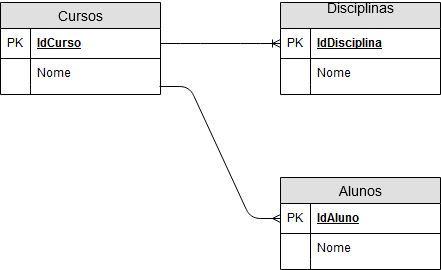 Cursos
PK IdCurso
Nome
Disciplinas
PK IdDisciplina
Nome
Alunos
PK IdAluno
Nome